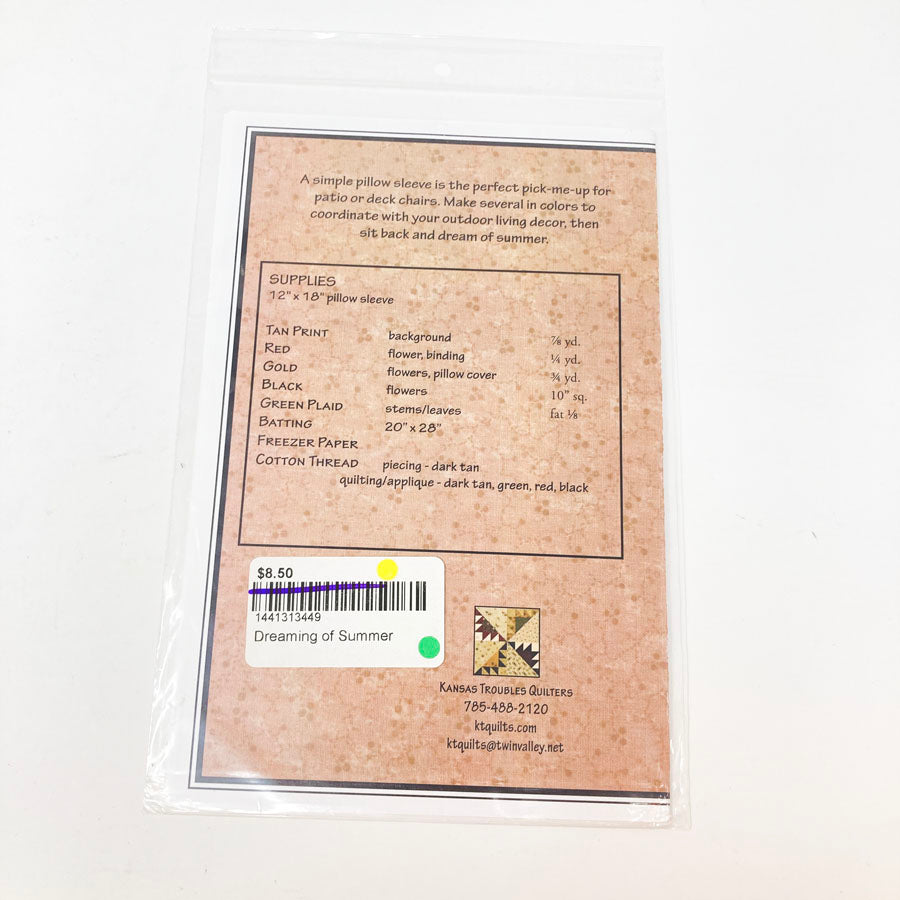 A simple pillow sleeve is the perfect pick-me-up for
patio or deck chairs. Make several in colors to
coordinate with your outdoor living decor, then
sit back and dream of summer.
SUPPLIES
12" x 18" pillow sleeve
TAN PRINT background ⅞ yd.
RED flower, binding ¼ yd.
GOLD flowers, pillow cover ¾ yd.
BLACK flowers 10" sq.
GREEN PLAID stems/leaves fat ⅛
BATTING 20" x 28"
FREEZER PAPER
COTTON THREAD piecing - dark tan
quilting/applique - dark tan, green, red, black
$8.50
1441313449
Dreaming of Summer
KANSAS TROUBLES QUILTERS
785-488-2120
ktquilts.com
ktquilts@twinvalley.net